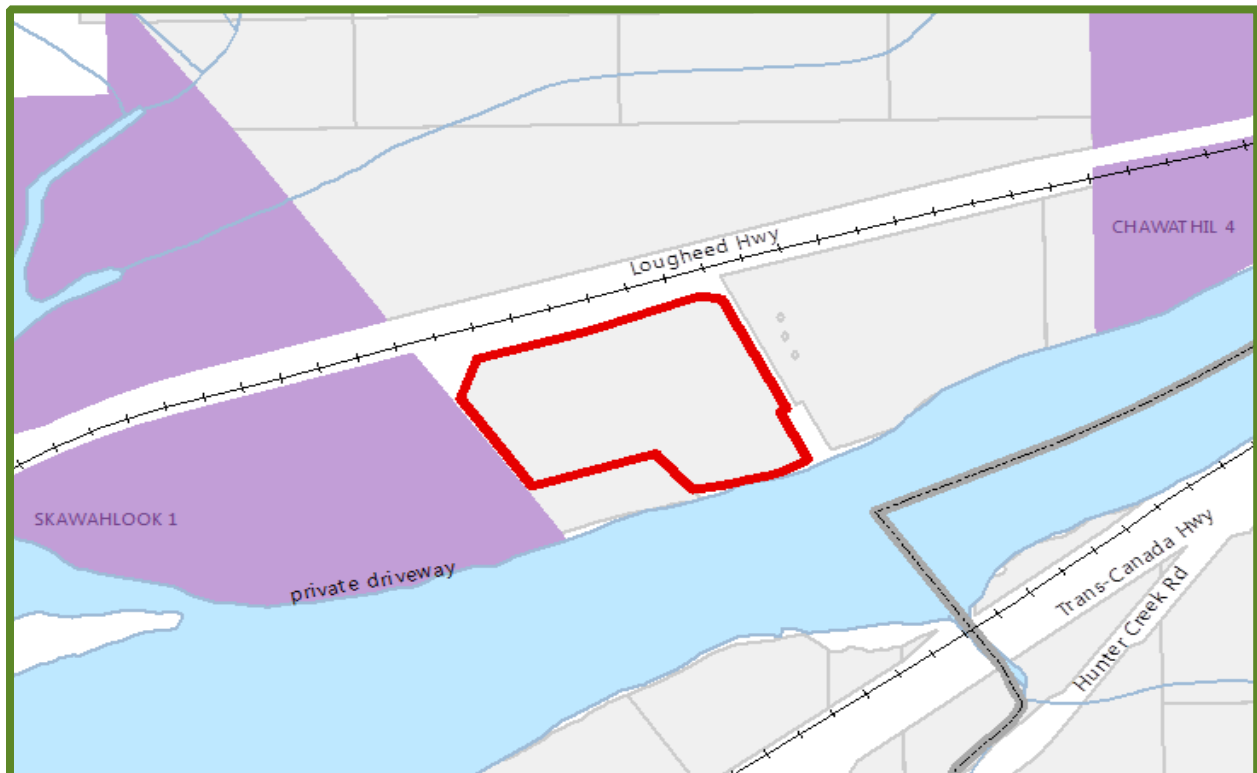 CHAWATHIL 4
Lougheed Hwy
SKAWAHLOOK 1
private driveway
Trans-Canada Hwy
Hunter Creek Rd